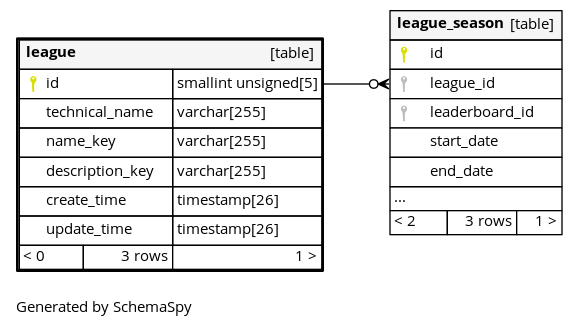 league [table]
id smallint unsigned[5]
technical_name varchar[255]
name_key varchar[255]
description_key varchar[255]
create_time timestamp[26]
update_time timestamp[26]
< 0 3 rows 1 >
league_season [table]
id
league_id
leaderboard_id
start_date
end_date
...
< 2 3 rows 1 >
Generated by SchemaSpy